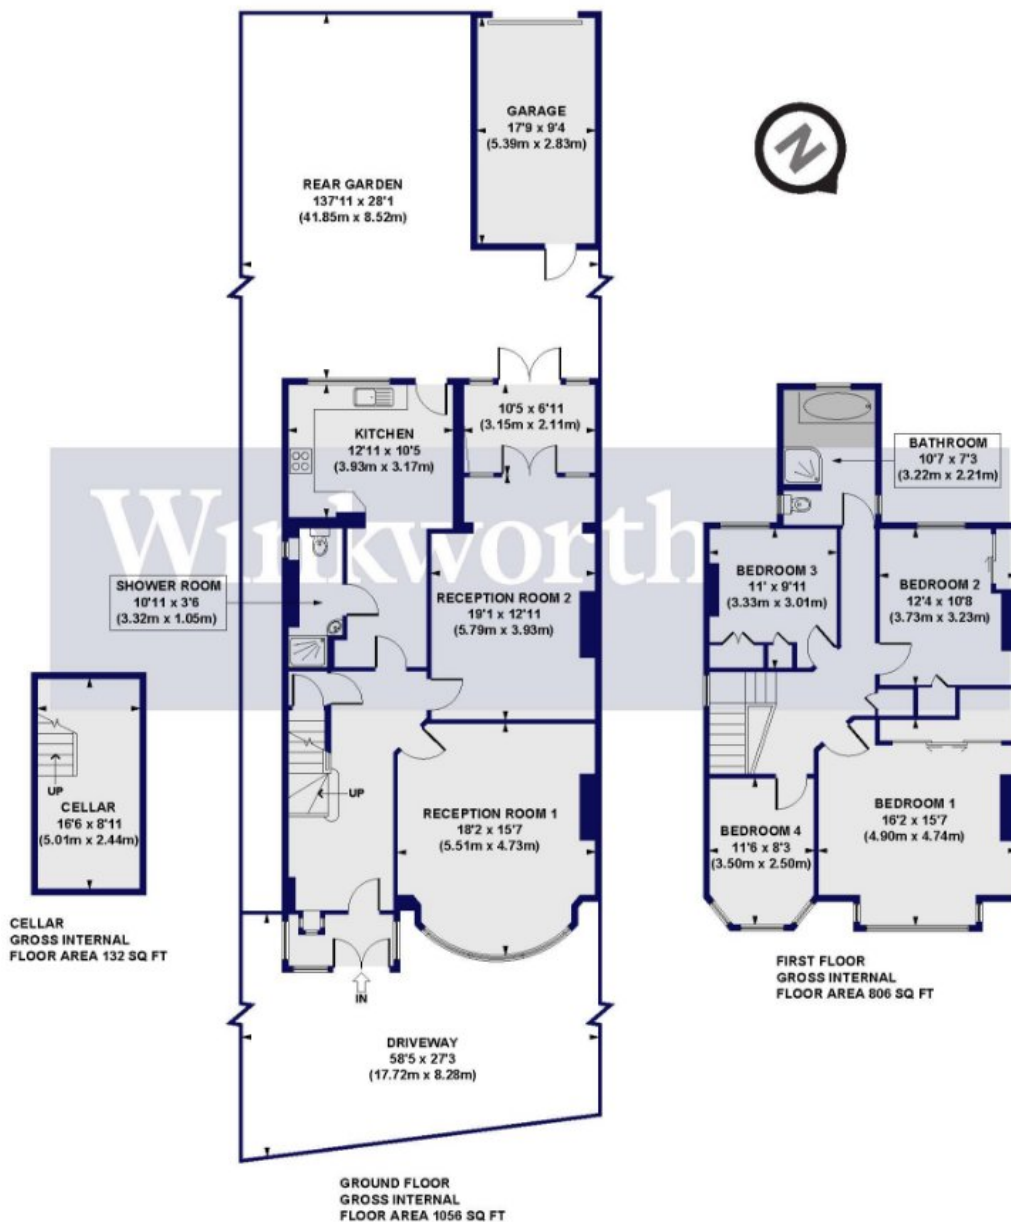 GARAGE
17'9 x 9'4
(5.39m x 2.83m)
N
REAR GARDEN
137'11 x 28'1
(41.85m x 8.52m)
10'5 x 6'11
(3.15m x 2.11m)
KITCHEN
12'11 x 10'5
(3.93m x 3.17m)
BATHROOM
10'7 x 7'3
(3.22m x 2.21m)
Winkworth
SHOWER ROOM
10'11 x 3'6
(3.32m x 1.05m)
RECEPTION ROOM 2
19'1 x 12'11
(5.79m x 3.93m)
BEDROOM 3
11' x 9'11
(3.33m x 3.01m)
BEDROOM 2
12'4 x 10'8
(3.73m x 3.23m)
UP
CELLAR
16'6 x 8'11
(5.01m x 2.44m)
UP
RECEPTION ROOM 1
18'2 x 15'7
(5.51m x 4.73m)
BEDROOM 4
11'6 x 8'3
(3.50m x 2.50m)
BEDROOM 1
16'2 x 15'7
(4.90m x 4.74m)
CELLAR
GROSS INTERNAL
FLOOR AREA 132 SQ FT
IN
FIRST FLOOR
GROSS INTERNAL
FLOOR AREA 806 SQ FT
DRIVEWAY
58'5 x 27'3
(17.72m x 8.28m)
GROUND FLOOR
GROSS INTERNAL
FLOOR AREA 1056 SQ FT